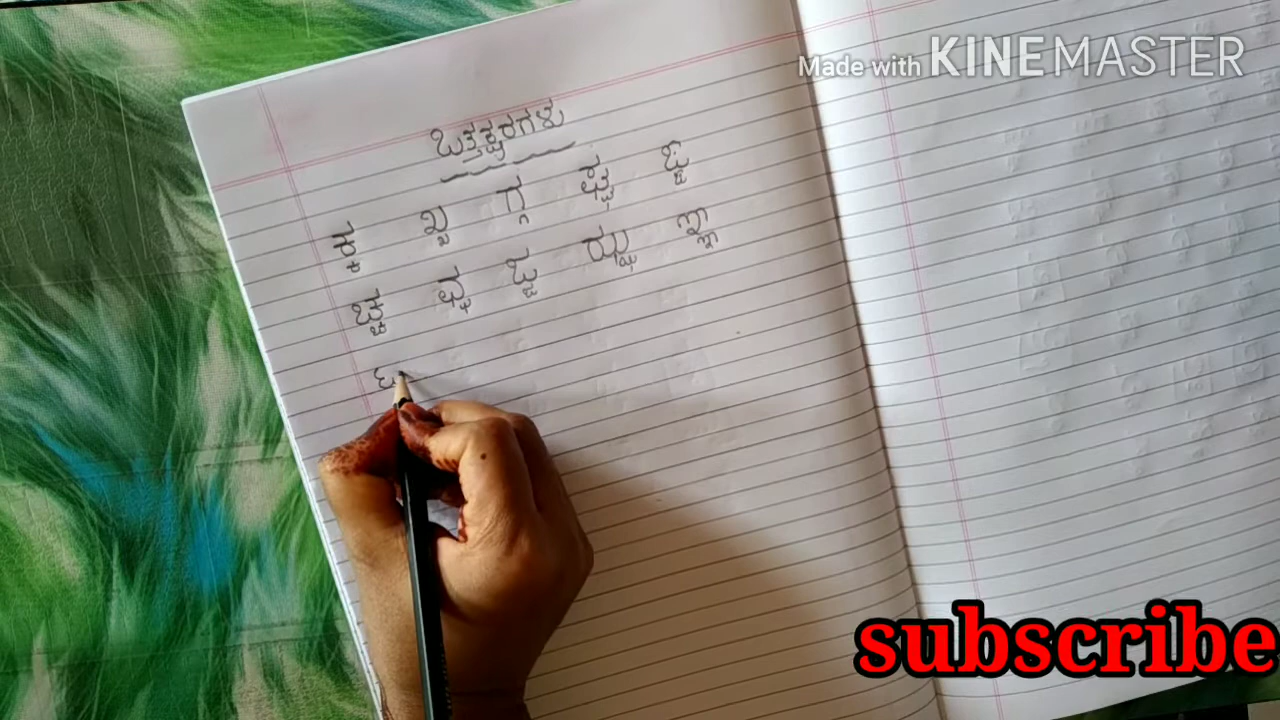 Made with KINEMASTER
ಒತ್ತಕ್ಷರಗಳು
ಕ್ಕ ಖ್ಖ ಗ್ಗ ಘ್ಘ ಙ್ಙ
ಚ್ಚ ಛ್ಛ ಜ್ಜ ಝ್ಝ ಞ್ಞ
subscribe